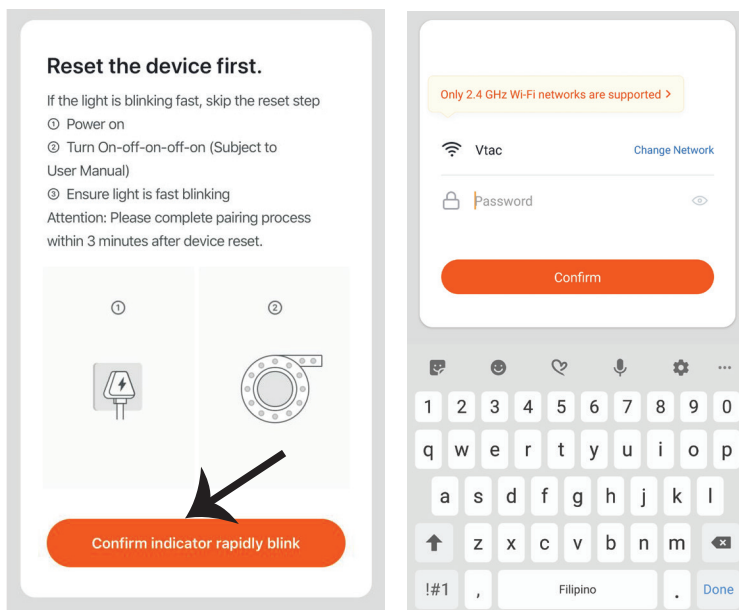 Reset the device first.
If the light is blinking fast, skip the reset step
① Power on
② Turn On-off-on-off-on (Subject to
User Manual)
③ Ensure light is fast blinking
Attention: Please complete pairing process
within 3 minutes after device reset.
① ②
Confirm indicator rapidly blink
Only 2.4 GHz Wi-Fi networks are supported >
Vtac Change Network
Password
Confirm
1 2 3 4 5 6 7 8 9 0
q w e r t y u i o p
a s d f g h j k l
z x c v b n m
!#1 , Filipino . Done